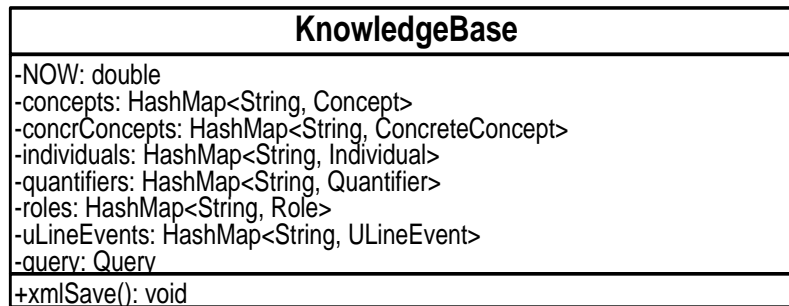 KnowledgeBase
-NOW: double
-concepts: HashMap<String, Concept>
-concrConcepts: HashMap<String, ConcreteConcept>
-individuals: HashMap<String, Individual>
-quantifiers: HashMap<String, Quantifier>
-roles: HashMap<String, Role>
-uLineEvents: HashMap<String, ULineEvent>
-query: Query
+xmlSave(): void